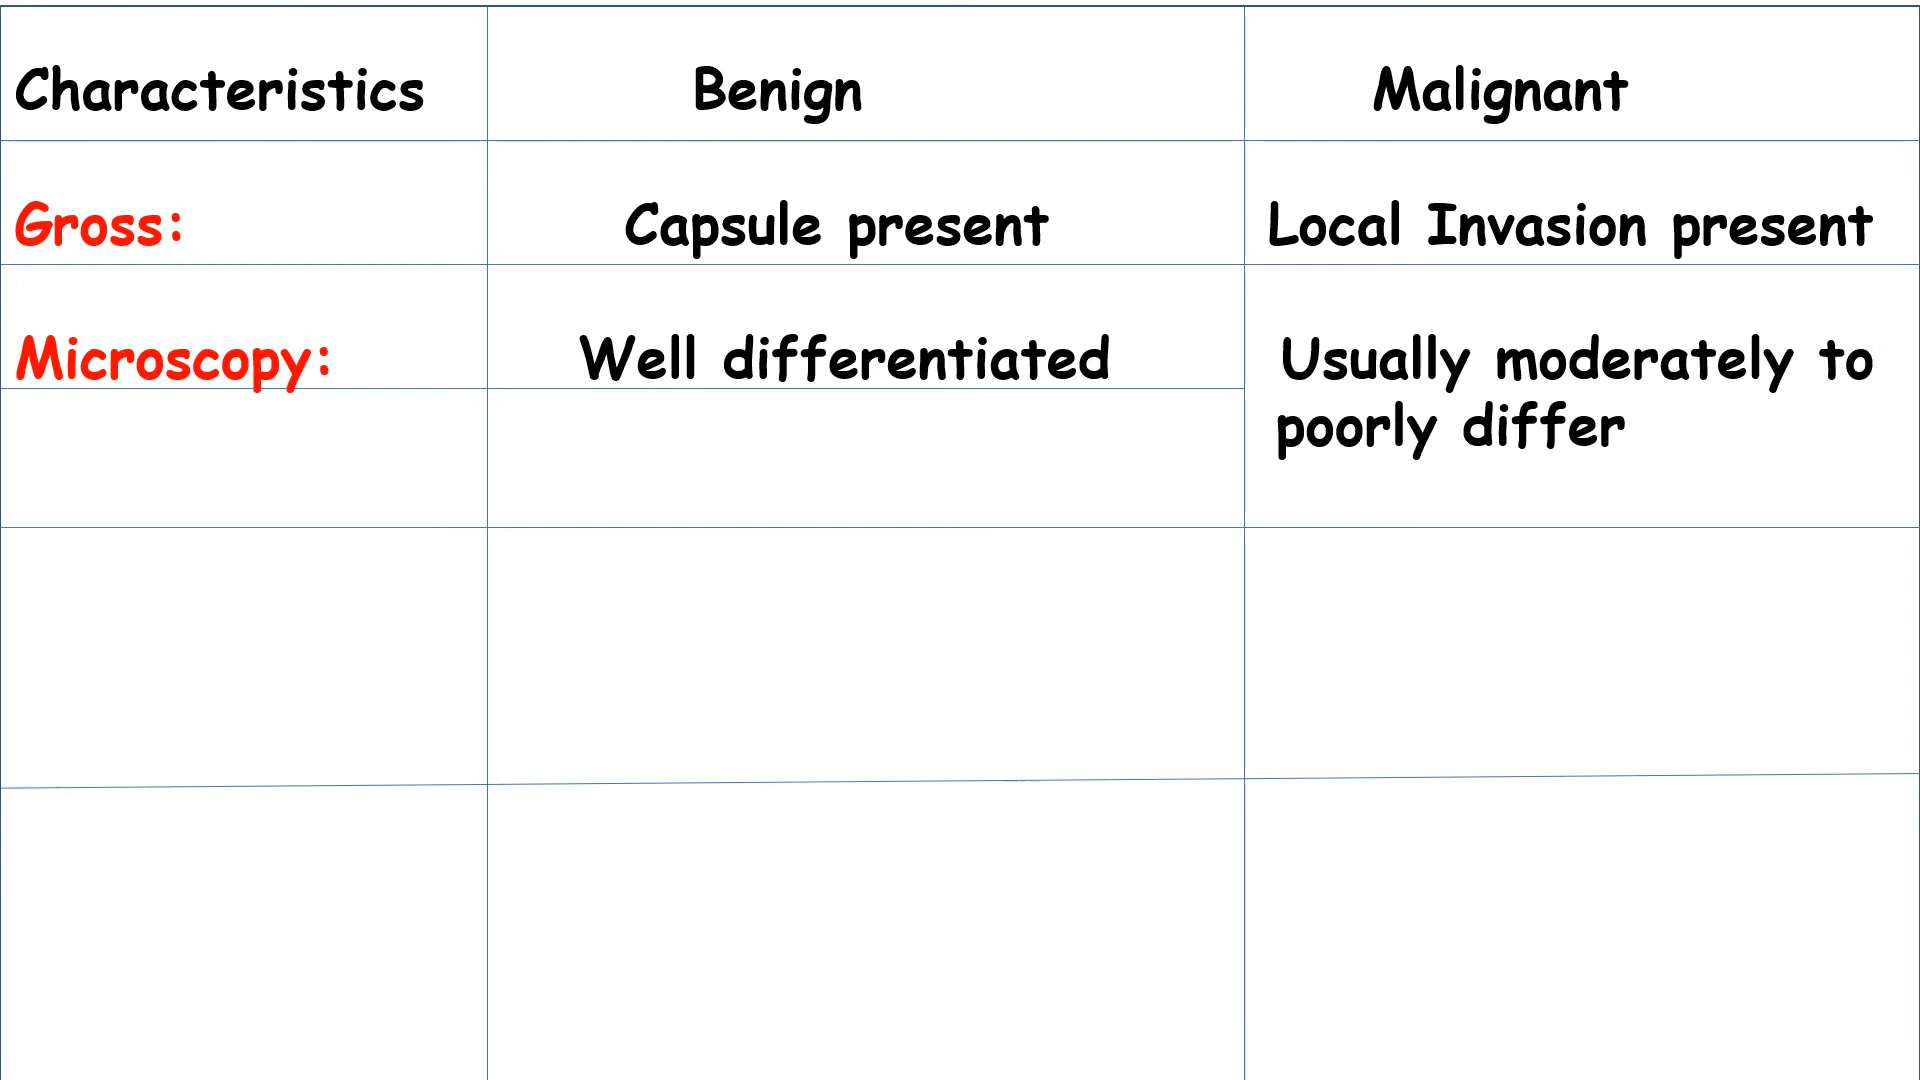 Characteristics Benign Malignant
Gross: Capsule present Local Invasion present
Microscopy: Well differentiated Usually moderately to
poorly differ